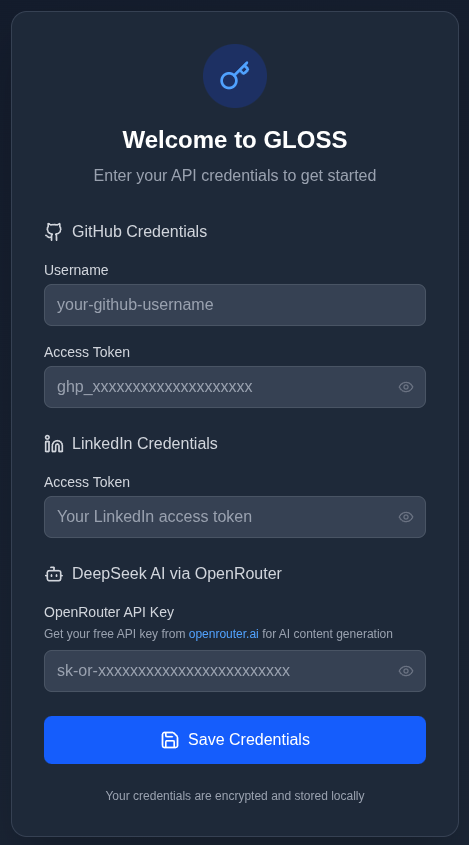 Welcome to GLOSS
Enter your API credentials to get started
GitHub Credentials
Username
your-github-username
Access Token
ghp_xxxxxxxxxxxxxxxxxxxx
LinkedIn Credentials
Access Token
Your LinkedIn access token
DeepSeek AI via OpenRouter
OpenRouter API Key
Get your free API key from openrouter.ai for AI content generation
sk-or-xxxxxxxxxxxxxxxxxxxxxxxx
Save Credentials
Your credentials are encrypted and stored locally